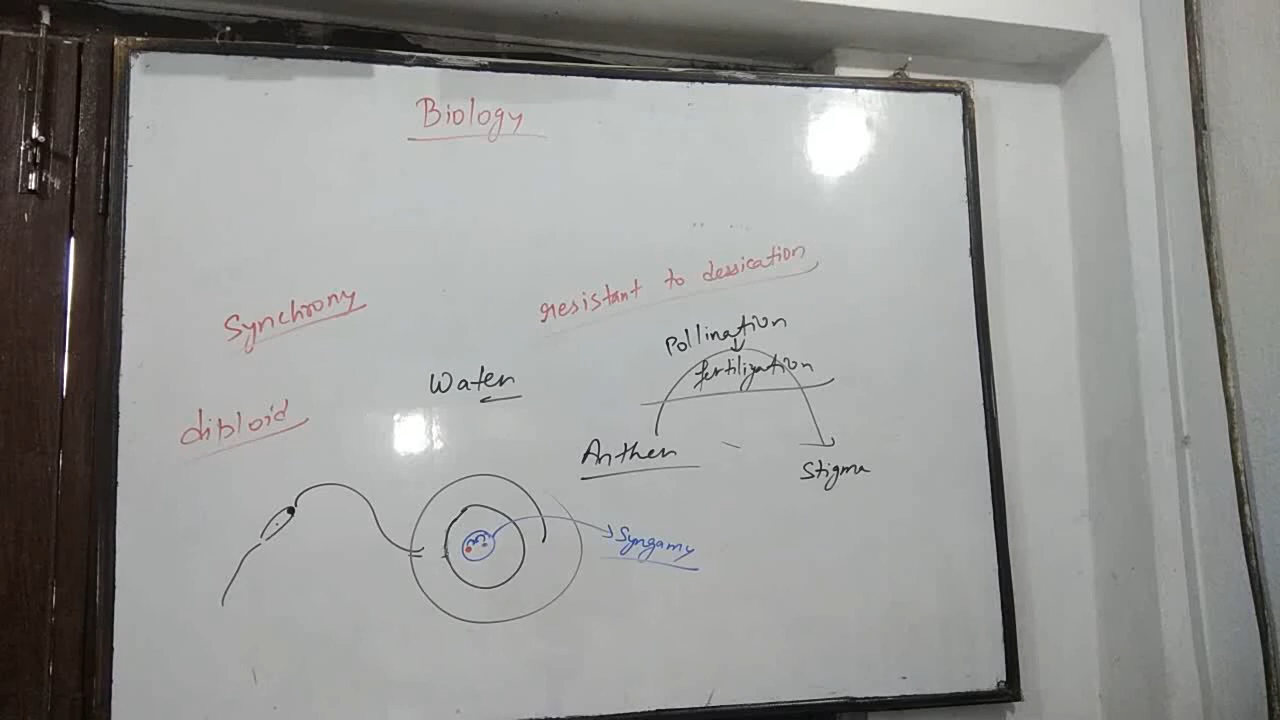 Biology
Synchrony
resistant to dessication
Pollination
fertilization
Water
diploid
Anther
Stigma
Syngamy